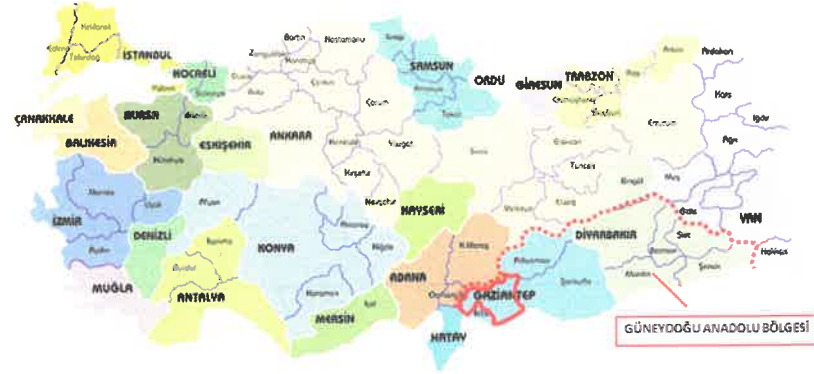 Kırklareli
Edirne
Tekirdağ
İSTANBUL
KOCAELİ
Sakarya
Yalova
Zonguldak
Bartın
Kastamonu
Karabük
Bolu
Çankırı
Sinop
SAMSUN
Amasya
Tokat
Çorum
ORDU
GİRESUN
TRABZON
Gümüşhane
Bayburt
Rize
Artvin
Ardahan
Kars
Iğdır
Ağrı
Erzurum
ÇANAKKALE
BALIKESİR
BURSA
Bilecik
Kütahya
ESKİŞEHİR
ANKARA
Kırıkkale
Yozgat
Kırşehir
Nevşehir
Sivas
Erzincan
Tunceli
Bingöl
Muş
Elazığ
Malatya
KAYSERİ
Manisa
Uşak
Afyon
İZMİR
Aydın
DENİZLİ
Isparta
Burdur
MUĞLA
ANTALYA
KONYA
Aksaray
Niğde
Karaman
İçel
MERSİN
ADANA
K.Maraş
Osmaniye
HATAY
GAZİANTEP
Kilis
Adıyaman
Şanlıurfa
DİYARBAKIR
Mardin
Batman
Siirt
Şırnak
Bitlis
VAN
Hakkari
GÜNEYDOĞU ANADOLU BÖLGESİ